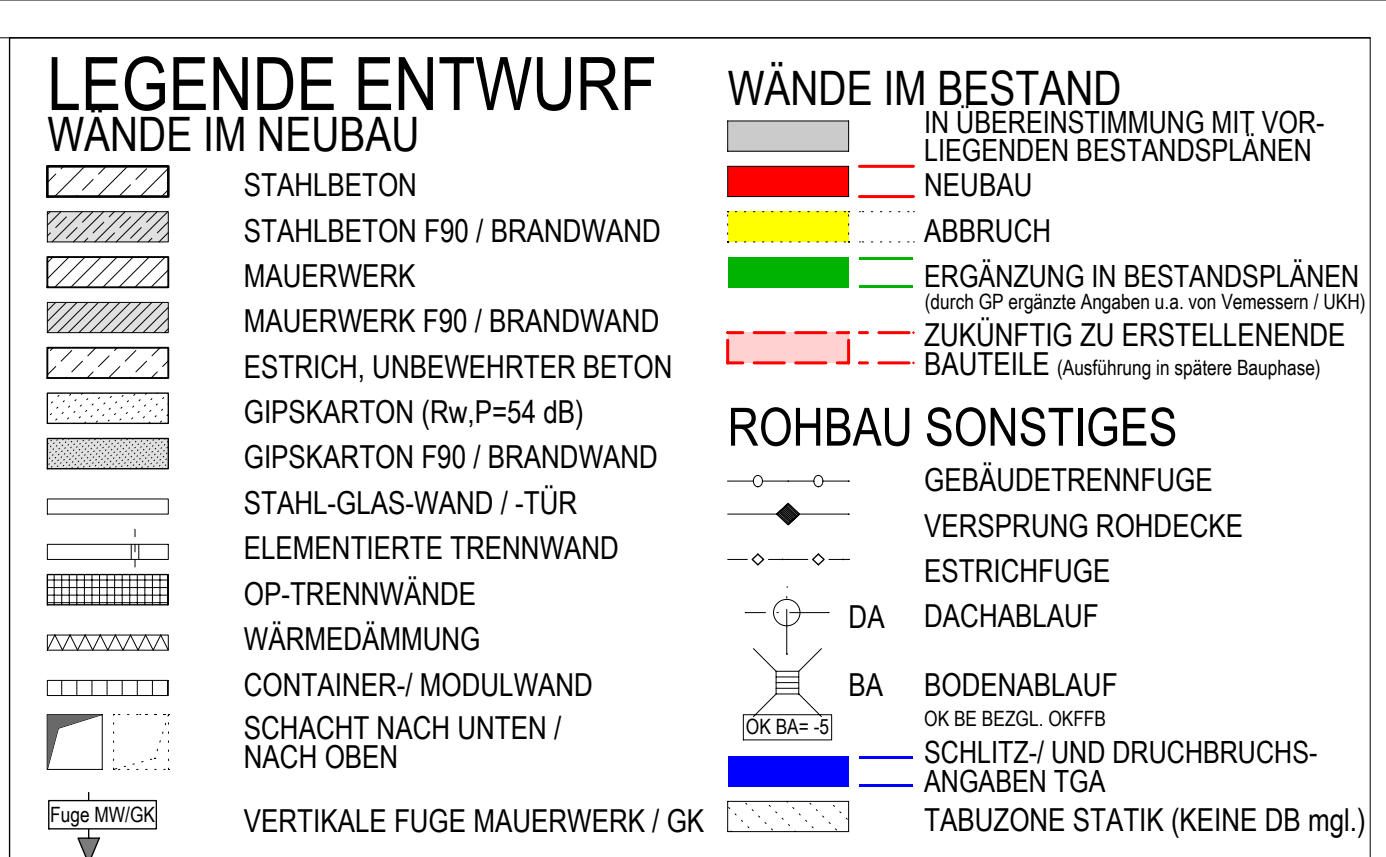 LEGENDE ENTWURF
WÄNDE IM NEUBAU
STAHLBETON
STAHLBETON F90 / BRANDWAND
MAUERWERK
MAUERWERK F90 / BRANDWAND
ESTRICH, UNBEWEHRTER BETON
GIPSKARTON (Rw,P=54 dB)
GIPSKARTON F90 / BRANDWAND
STAHL-GLAS-WAND / -TÜR
ELEMENTIERTE TRENNWAND
OP-TRENNWÄNDE
WÄRMEDÄMMUNG
CONTAINER-/ MODULWAND
SCHACHT NACH UNTEN /
NACH OBEN
Fuge MW/GK
VERTIKALE FUGE MAUERWERK / GK
WÄNDE IM BESTAND
IN ÜBEREINSTIMMUNG MIT VOR-
LIEGENDEN BESTANDSPLÄNEN
NEUBAU
ABBRUCH
ERGÄNZUNG IN BESTANDSPLÄNEN
(durch GP ergänzte Angaben u.a. von Vemessern / UKH)
ZUKÜNFTIG ZU ERSTELLENENDE
BAUTEILE (Ausführung in spätere Bauphase)
ROHBAU SONSTIGES
GEBÄUDETRENNFUGE
VERSPRUNG ROHDECKE
ESTRICHFUGE
DA DACHABLAUF
BA BODENABLAUF
OK BE BEZGL. OKFFB
OK BA= -5
SCHLITZ-/ UND DRUCHBRUCHS-
ANGABEN TGA
TABUZONE STATIK (KEINE DB mgl.)